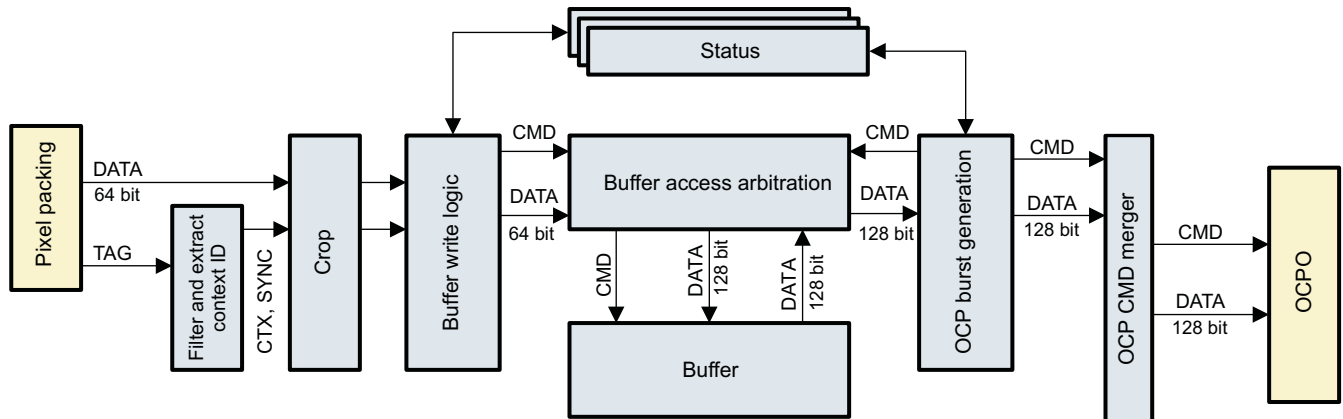 Status
Pixel packing
DATA
64 bit
TAG
Filter and extract
context ID
CTX, SYNC
Crop
Buffer write logic
CMD
DATA
64 bit
Buffer access arbitration
CMD
DATA
128 bit
DATA
128 bit
Buffer
CMD
DATA
128 bit
OCP burst generation
CMD
DATA
128 bit
OCP CMD merger
CMD
DATA
128 bit
OCPO